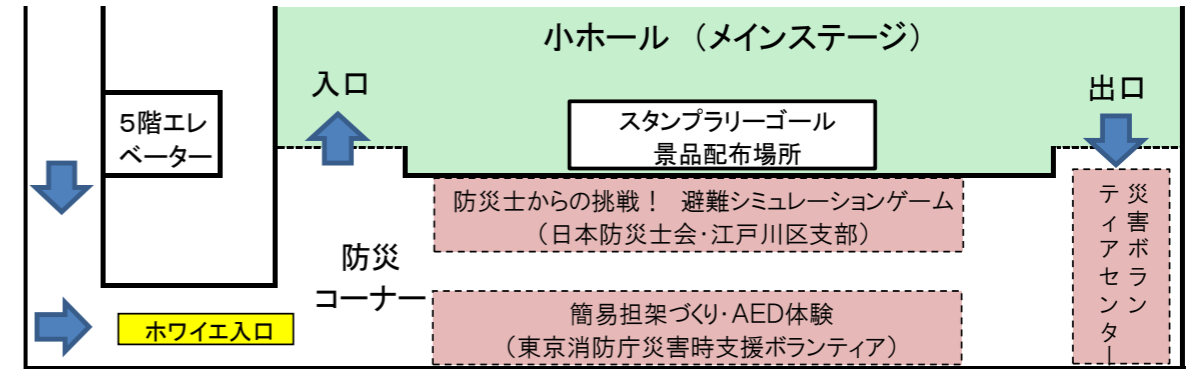 小ホール （メインステージ）
入口
出口
5階エレ
ベーター
スタンプラリーゴール
景品配布場所
防災士からの挑戦！ 避難シミュレーションゲーム
（日本防災士会・江戸川区支部）
災害ボラン
ティアセンター
防災
コーナー
簡易担架づくり・AED体験
（東京消防庁災害時支援ボランティア）
ホワイエ入口